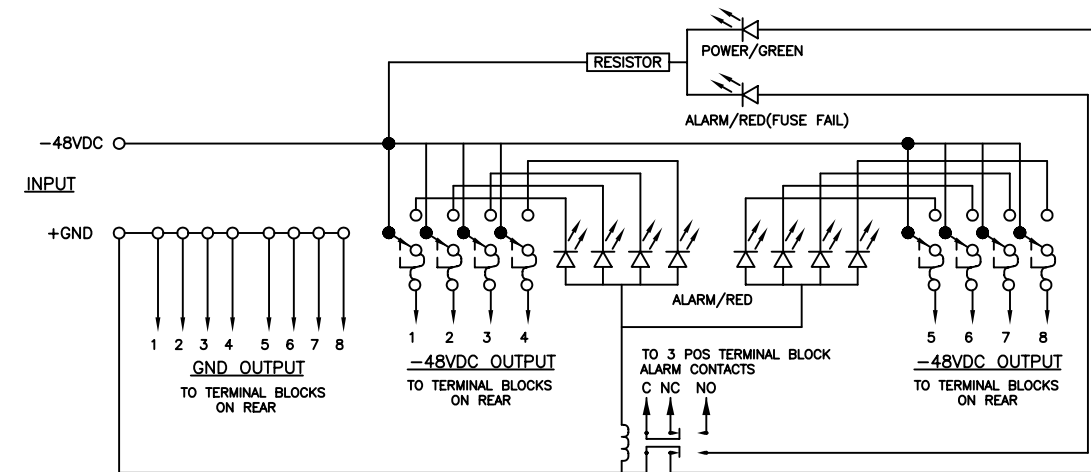 POWER/GREEN
RESISTOR
ALARM/RED(FUSE FAIL)
-48VDC
INPUT
+GND
ALARM/RED
1 2 3 4 5 6 7 8
GND OUTPUT
TO TERMINAL BLOCKS
ON REAR
1 2 3 4
-48VDC OUTPUT
TO TERMINAL BLOCKS
ON REAR
TO 3 POS TERMINAL BLOCK
ALARM CONTACTS
C NC NO
5 6 7 8
-48VDC OUTPUT
TO TERMINAL BLOCKS
ON REAR